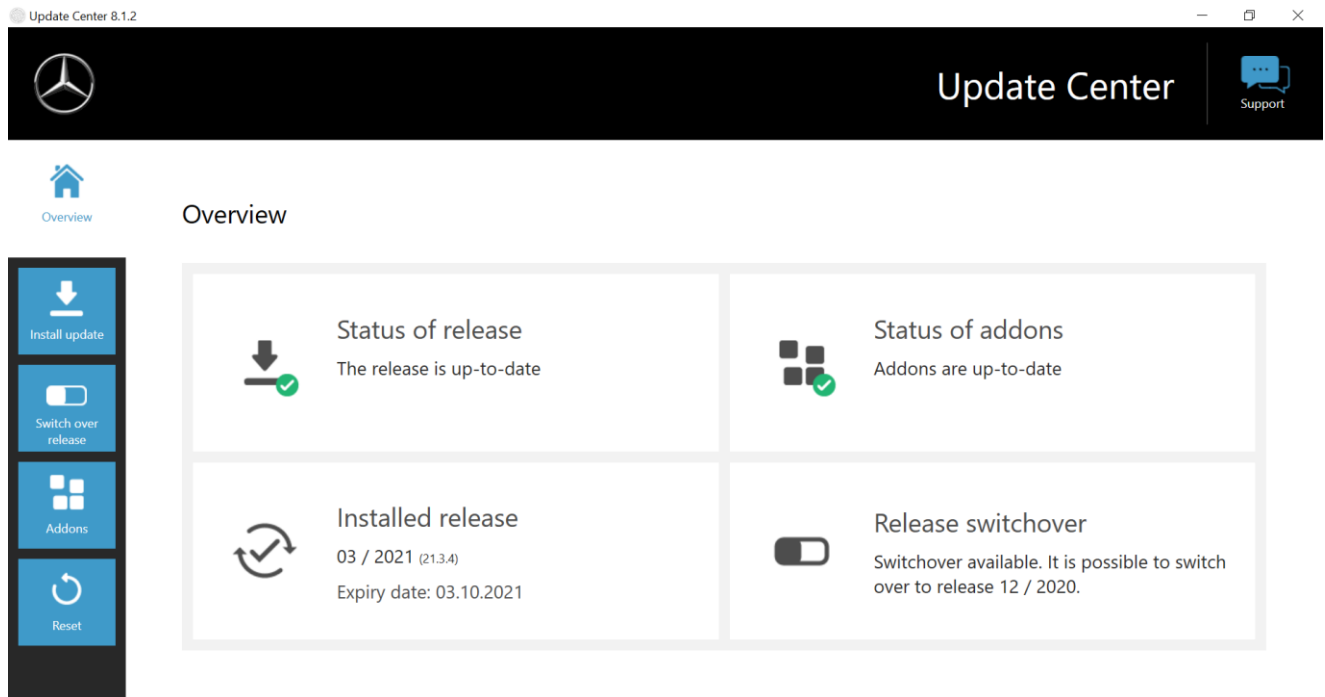 Update Center 8.1.2
Update Center
Support
Overview
Overview
Install update
Switch over
release
Addons
Reset
Status of release
The release is up-to-date
Status of addons
Addons are up-to-date
Installed release
03 / 2021 (21.3.4)
Expiry date: 03.10.2021
Release switchover
Switchover available. It is possible to switch
over to release 12 / 2020.